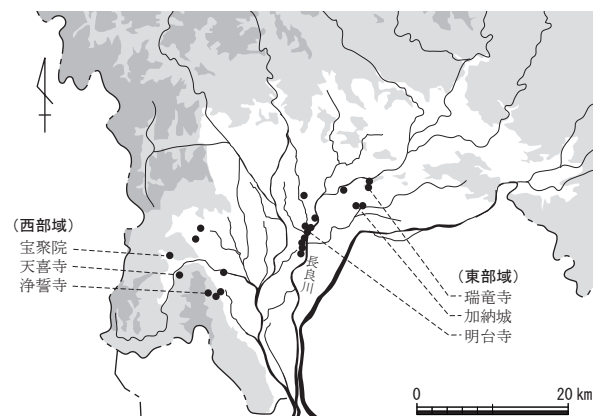 (西部域)
宝聚院
天喜寺
浄誓寺
長良川
(東部域)
瑞竜寺
加納城
明台寺
0 20 km